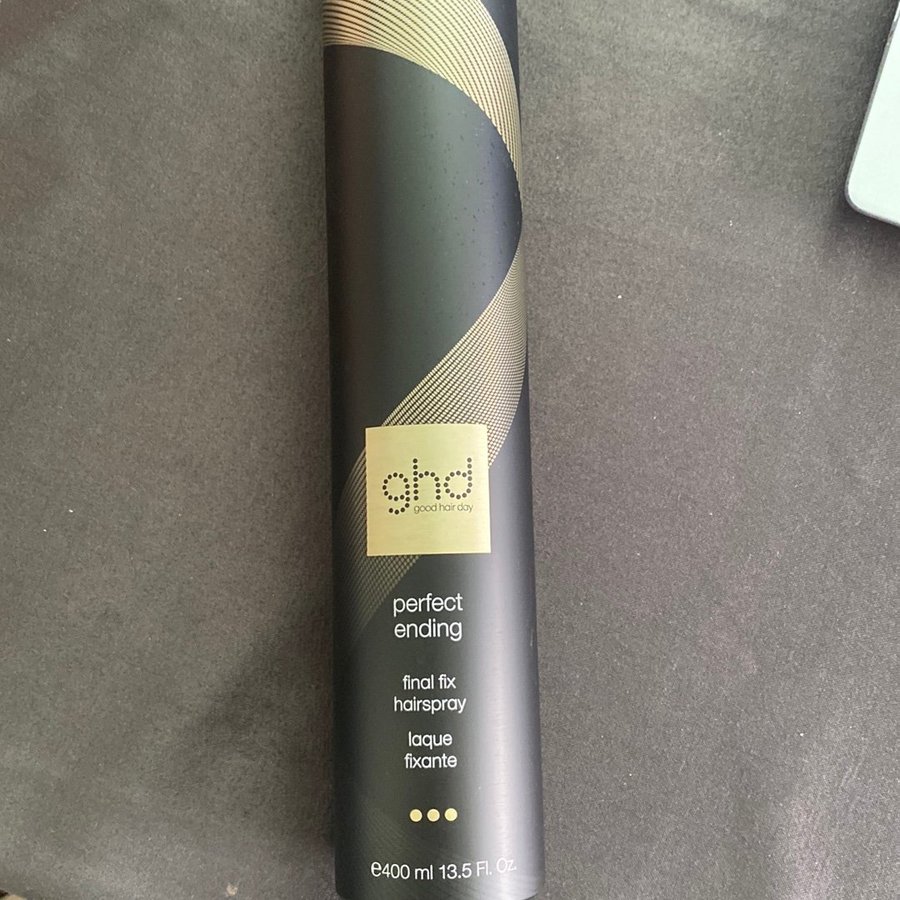 ghd
good hair day
perfect
ending
final fix
hairspray
laque
fixante
℮400 ml 13.5 Fl. Oz.